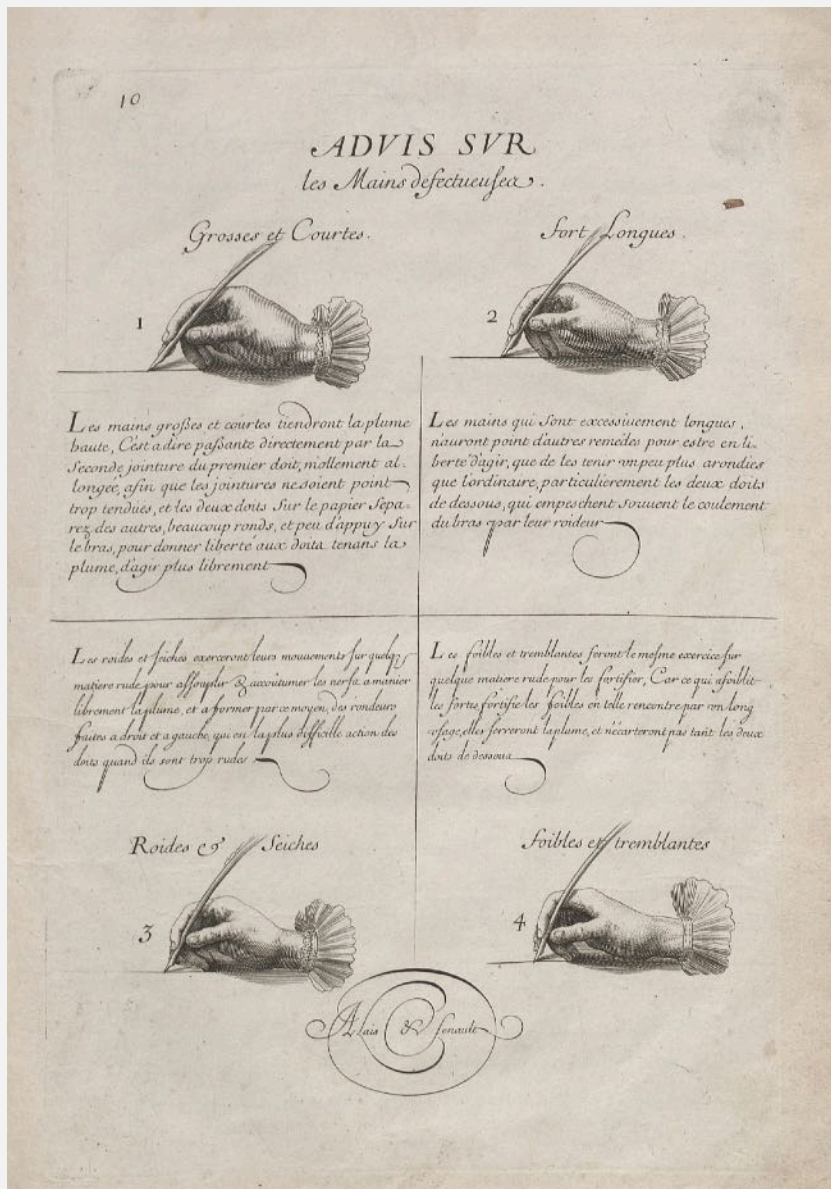 10
ADVIS SVR
les Mains defectueuses.
Grosses et Courtes.
1
Les mains grosses et courtes tiendront la plume
haute, C'est a dire passante directement par la
Seconde jointure du premier doit, mollement al-
longée, afin que les jointures ne soient point
trop tendües, et les deux doits Sur le papier Sepa-
rez des autres, beaucoup ronds, et peu d'appuy Sur
le bras, pour donner liberté aux doits tenans la
plume, d'agir plus librement
Fort Longues.
2
Les mains qui Sont excessiuement longues,
n'auront point d'autres remedes pour estre en li-
berté d'agir, que de les tenir vn peu plus arondies
que l'ordinaire, particulièrement les deux doits
de dessous, qui empeschent souuent le coulement
du bras par leur roideur
Les roides et seiches exerceront leurs mouuements sur quelqz
matiere rude pour assouplir & accoutumer les nerfs a manier
librement la plume, et a former par ce moyen, des rondeurs
faites a droit et a gauche, qui en la plus difficille action des
doits quand ils sont trop rudes
Roides & Seiches
3
Les foibles et tremblantes feront le mesme exercice sur
quelque matiere rude pour les fortifier, Car ce qui afoiblit
les fortes, fortifie les foibles en telle rencontre par vn long
vsage, elles serreront la plume, et n'écarteront pas tant les deux
doits de dessous
foibles et tremblantes
4
Alais & Senault